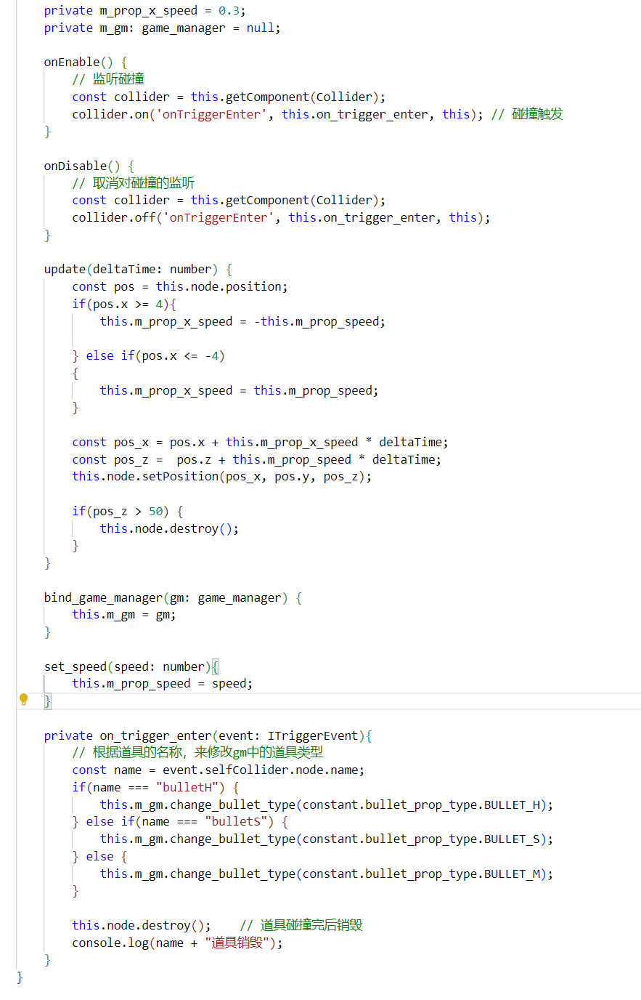 private m_prop_x_speed = 0.3;
private m_gm: game_manager = null;
onEnable() {
// 监听碰撞
const collider = this.getComponent(Collider);
collider.on('onTriggerEnter', this.on_trigger_enter, this); // 碰撞触发
}
onDisable() {
// 取消对碰撞的监听
const collider = this.getComponent(Collider);
collider.off('onTriggerEnter', this.on_trigger_enter, this);
}
update(deltaTime: number) {
const pos = this.node.position;
if(pos.x >= 4){
this.m_prop_x_speed = -this.m_prop_speed;
} else if(pos.x <= -4)
{
this.m_prop_x_speed = this.m_prop_speed;
}
const pos_x = pos.x + this.m_prop_x_speed * deltaTime;
const pos_z =  pos.z + this.m_prop_speed * deltaTime;
this.node.setPosition(pos_x, pos.y, pos_z);
if(pos_z > 50) {
this.node.destroy();
}
}
bind_game_manager(gm: game_manager) {
this.m_gm = gm;
}
set_speed(speed: number){
this.m_prop_speed = speed;
}
private on_trigger_enter(event: ITriggerEvent){
// 根据道具的名称，来修改gm中的道具类型
const name = event.selfCollider.node.name;
if(name === "bulletH") {
this.m_gm.change_bullet_type(constant.bullet_prop_type.BULLET_H);
} else if(name === "bulletS") {
this.m_gm.change_bullet_type(constant.bullet_prop_type.BULLET_S);
} else {
this.m_gm.change_bullet_type(constant.bullet_prop_type.BULLET_M);
}
this.node.destroy();    // 道具碰撞完后销毁
console.log(name + "道具销毁");
}
}